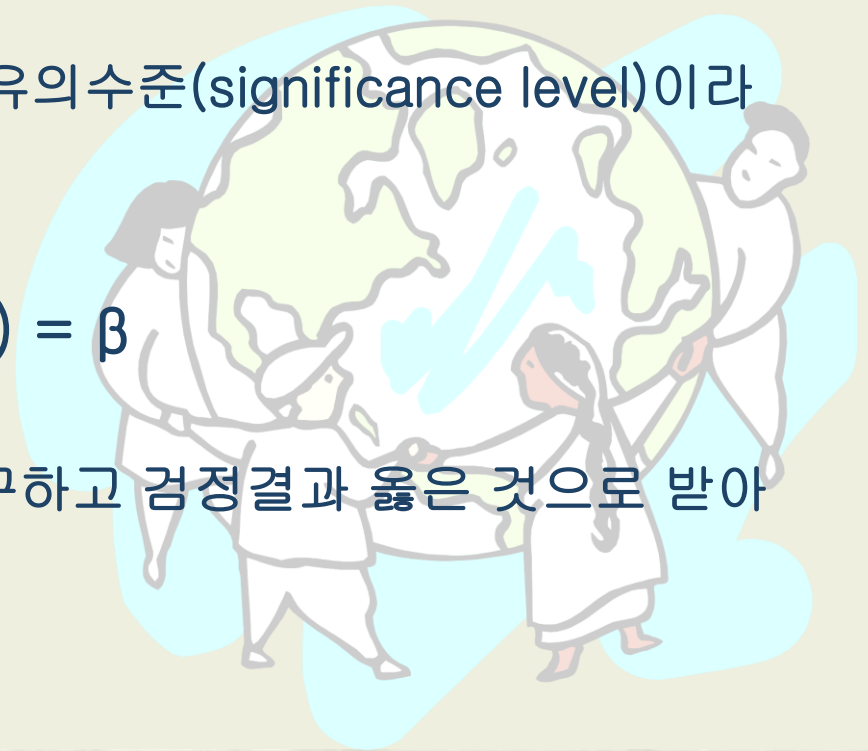 유의수준(significance level)이라
) = β
구하고 검정결과 옳은 것으로 받아